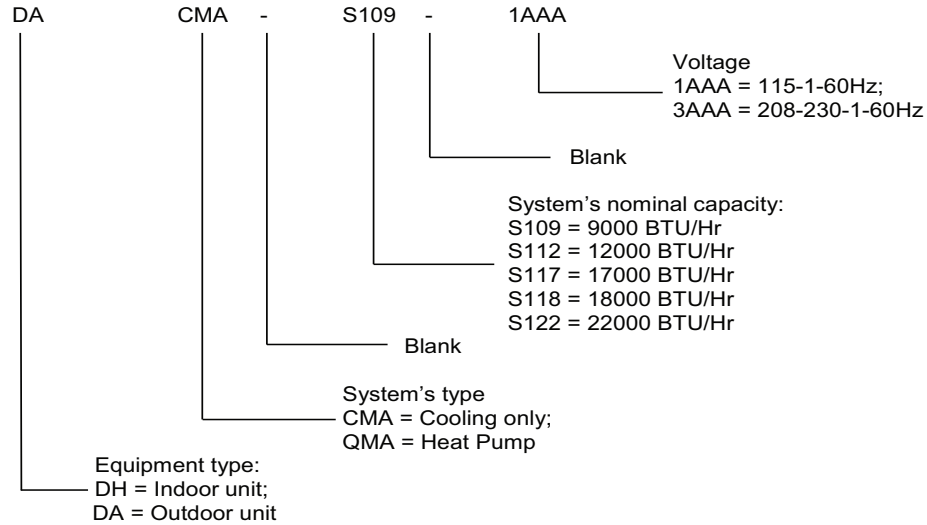 DA CMA - S109 - 1AAA
Voltage
1AAA = 115-1-60Hz;
3AAA = 208-230-1-60Hz
Blank
System’s nominal capacity:
S109 = 9000 BTU/Hr
S112 = 12000 BTU/Hr
S117 = 17000 BTU/Hr
S118 = 18000 BTU/Hr
S122 = 22000 BTU/Hr
Blank
System’s type
CMA = Cooling only;
QMA = Heat Pump
Equipment type:
DH = Indoor unit;
DA = Outdoor unit